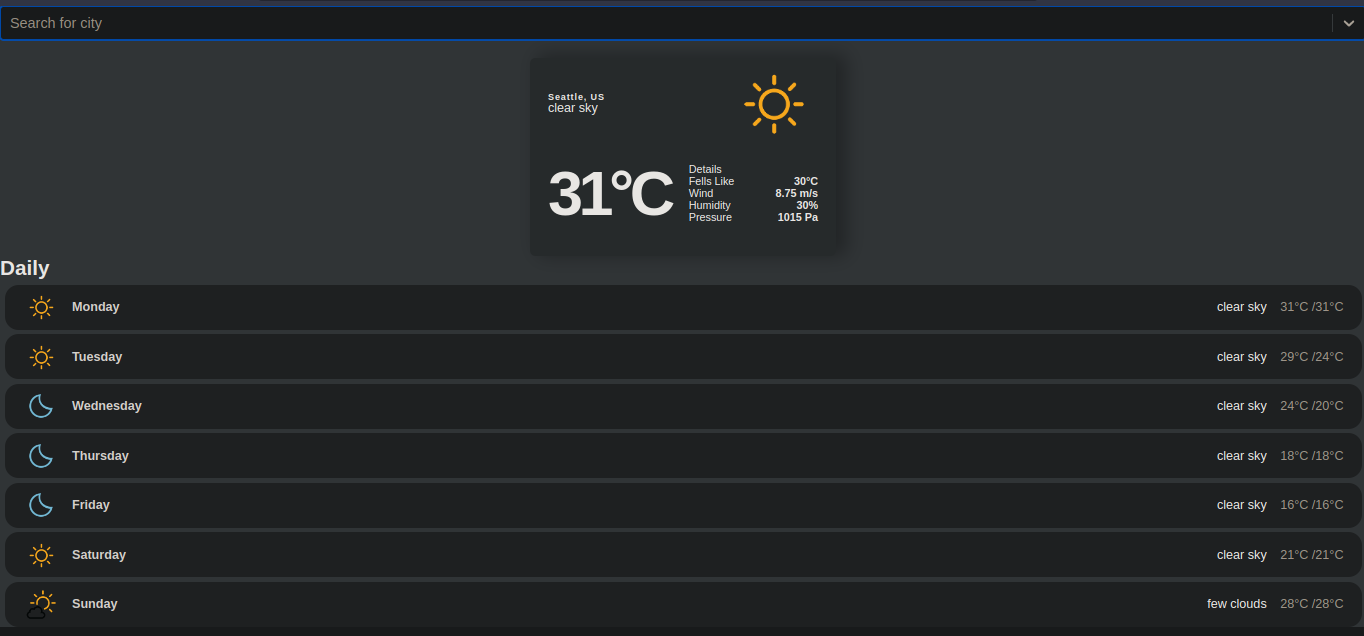 Search for city
Seattle, US
clear sky
31°C
Details
Fells Like 30°C
Wind 8.75 m/s
Humidity 30%
Pressure 1015 Pa
Daily
Monday clear sky 31°C /31°C
Tuesday clear sky 29°C /24°C
Wednesday clear sky 24°C /20°C
Thursday clear sky 18°C /18°C
Friday clear sky 16°C /16°C
Saturday clear sky 21°C /21°C
Sunday few clouds 28°C /28°C